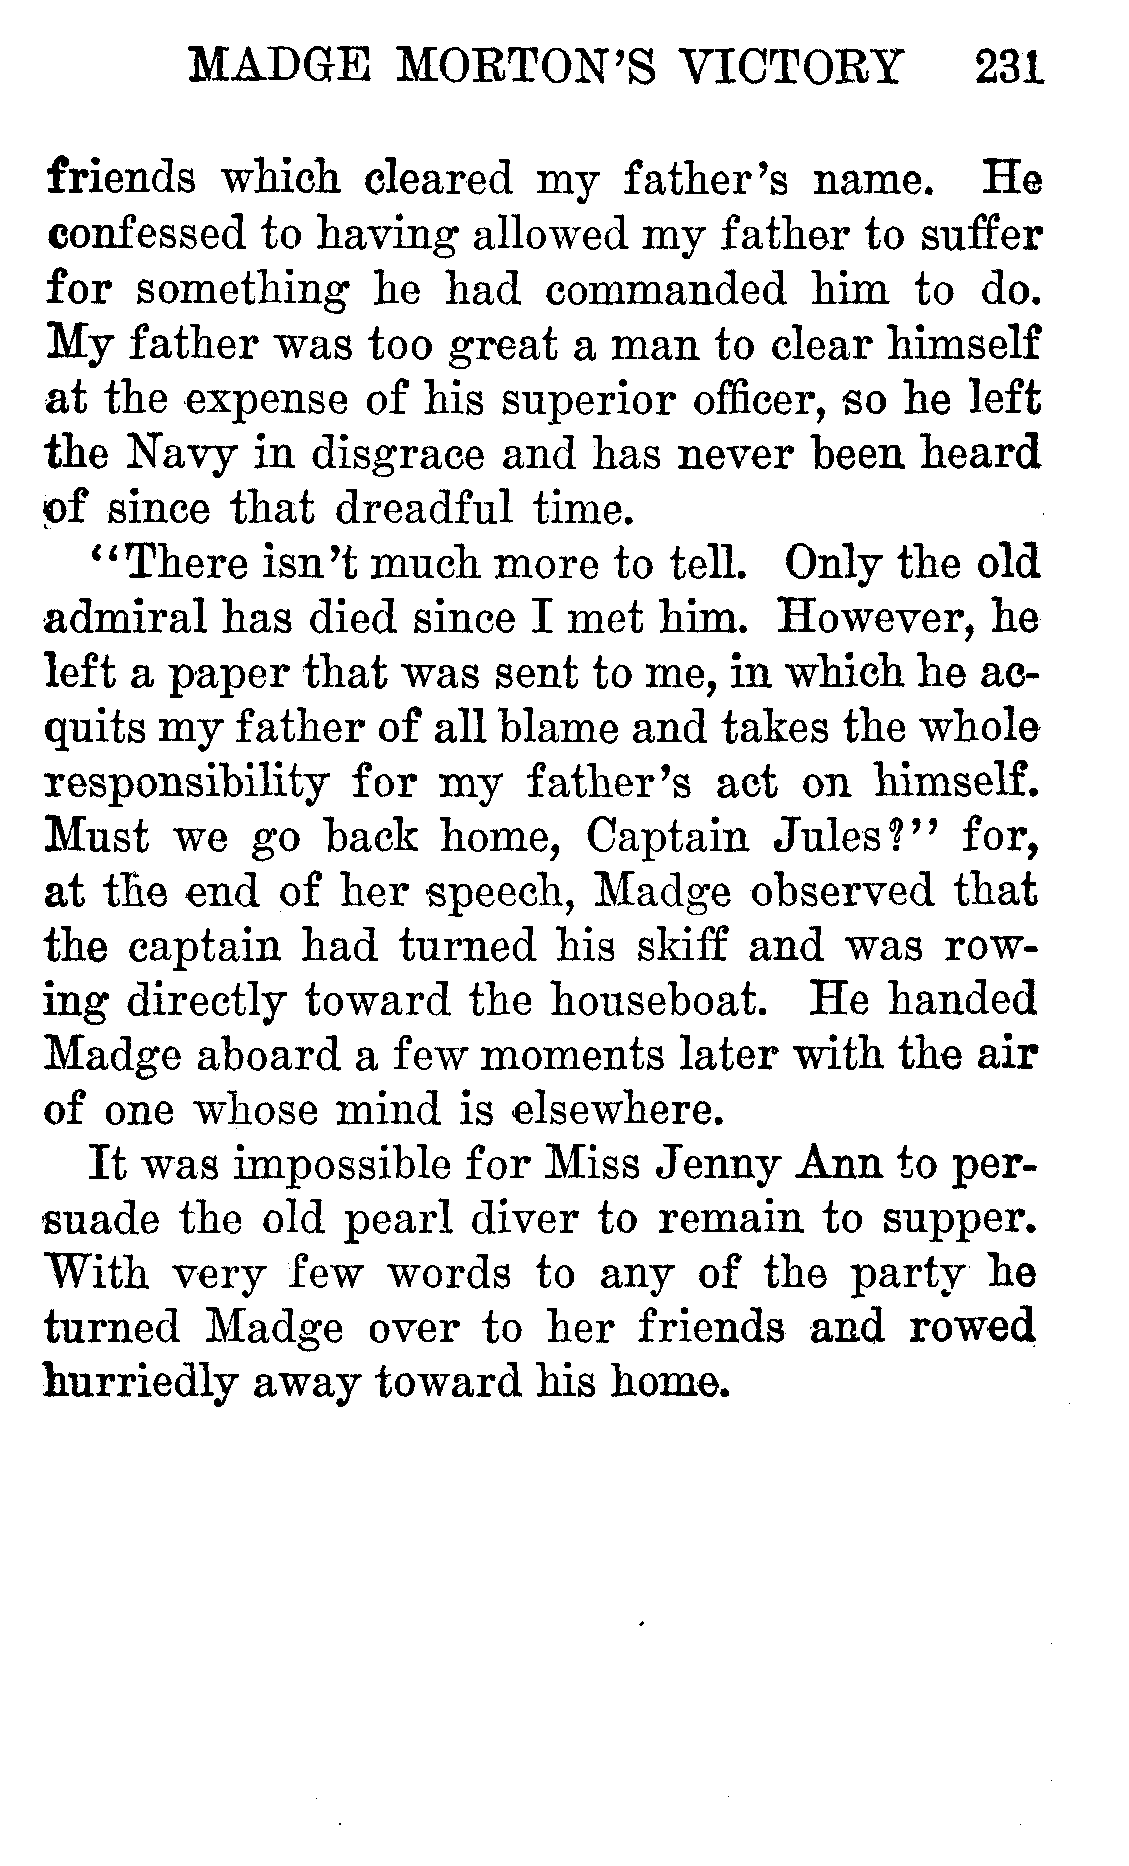 MADGE MORTON'S VICTORY 231
friends which cleared my father's name. He
confessed to having allowed my father to suffer
for something he had commanded him to do.
My father was too great a man to clear himself
at the expense of his superior officer, so he left
the Navy in disgrace and has never been heard
of since that dreadful time.
"There isn't much more to tell. Only the old
admiral has died since I met him. However, he
left a paper that was sent to me, in which he ac-
quits my father of all blame and takes the whole
responsibility for my father's act on himself.
Must we go back home, Captain Jules?" for,
at the end of her speech, Madge observed that
the captain had turned his skiff and was row-
ing directly toward the houseboat. He handed
Madge aboard a few moments later with the air
of one whose mind is elsewhere.
It was impossible for Miss Jenny Ann to per-
suade the old pearl diver to remain to supper.
With very few words to any of the party he
turned Madge over to her friends and rowed
hurriedly away toward his home.